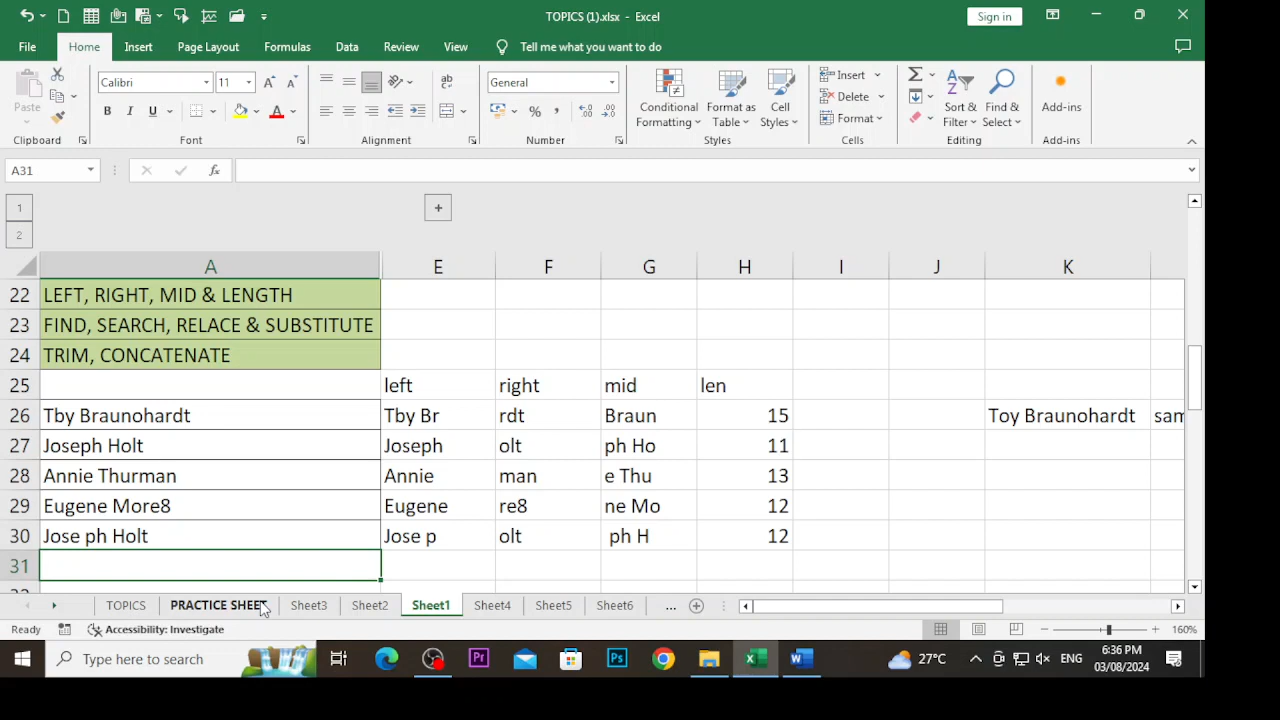 TOPICS (1).xlsx - Excel
Sign in
File Home Insert Page Layout Formulas Data Review View Tell me what you want to do
Paste
Calibri 11
General
Conditional Formatting
Format as Table
Cell Styles
Insert
Delete
Format
Sort & Filter
Find & Select
Add-ins
Clipboard Font Alignment Number Styles Cells Editing Add-ins
A31 fx
1
2
A E F G H I J K
22 LEFT, RIGHT, MID & LENGTH
23 FIND, SEARCH, RELACE & SUBSTITUTE
24 TRIM, CONCATENATE
25 left right mid len
26 Tby Braunohardt Tby Br rdt Braun 15 Toy Braunohardt sam
27 Joseph Holt Joseph olt ph Ho 11
28 Annie Thurman Annie man e Thu 13
29 Eugene More8 Eugene re8 ne Mo 12
30 Jose ph Holt Jose p olt ph H 12
31
TOPICS PRACTICE SHEET Sheet3 Sheet2 Sheet1 Sheet4 Sheet5 Sheet6 ...
Ready Accessibility: Investigate 160%
Type here to search 27°C ENG 6:36 PM
03/08/2024